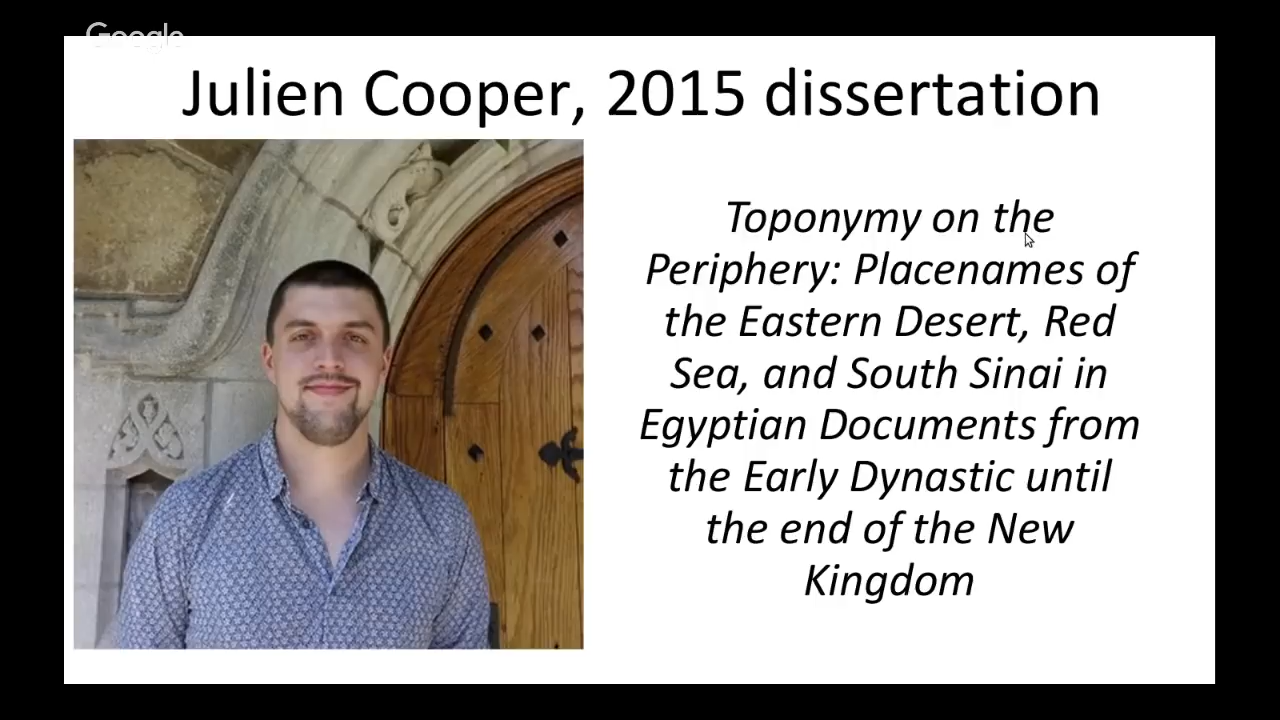 Google
Julien Cooper, 2015 dissertation
Toponymy on the
Periphery: Placenames of
the Eastern Desert, Red
Sea, and South Sinai in
Egyptian Documents from
the Early Dynastic until
the end of the New
Kingdom